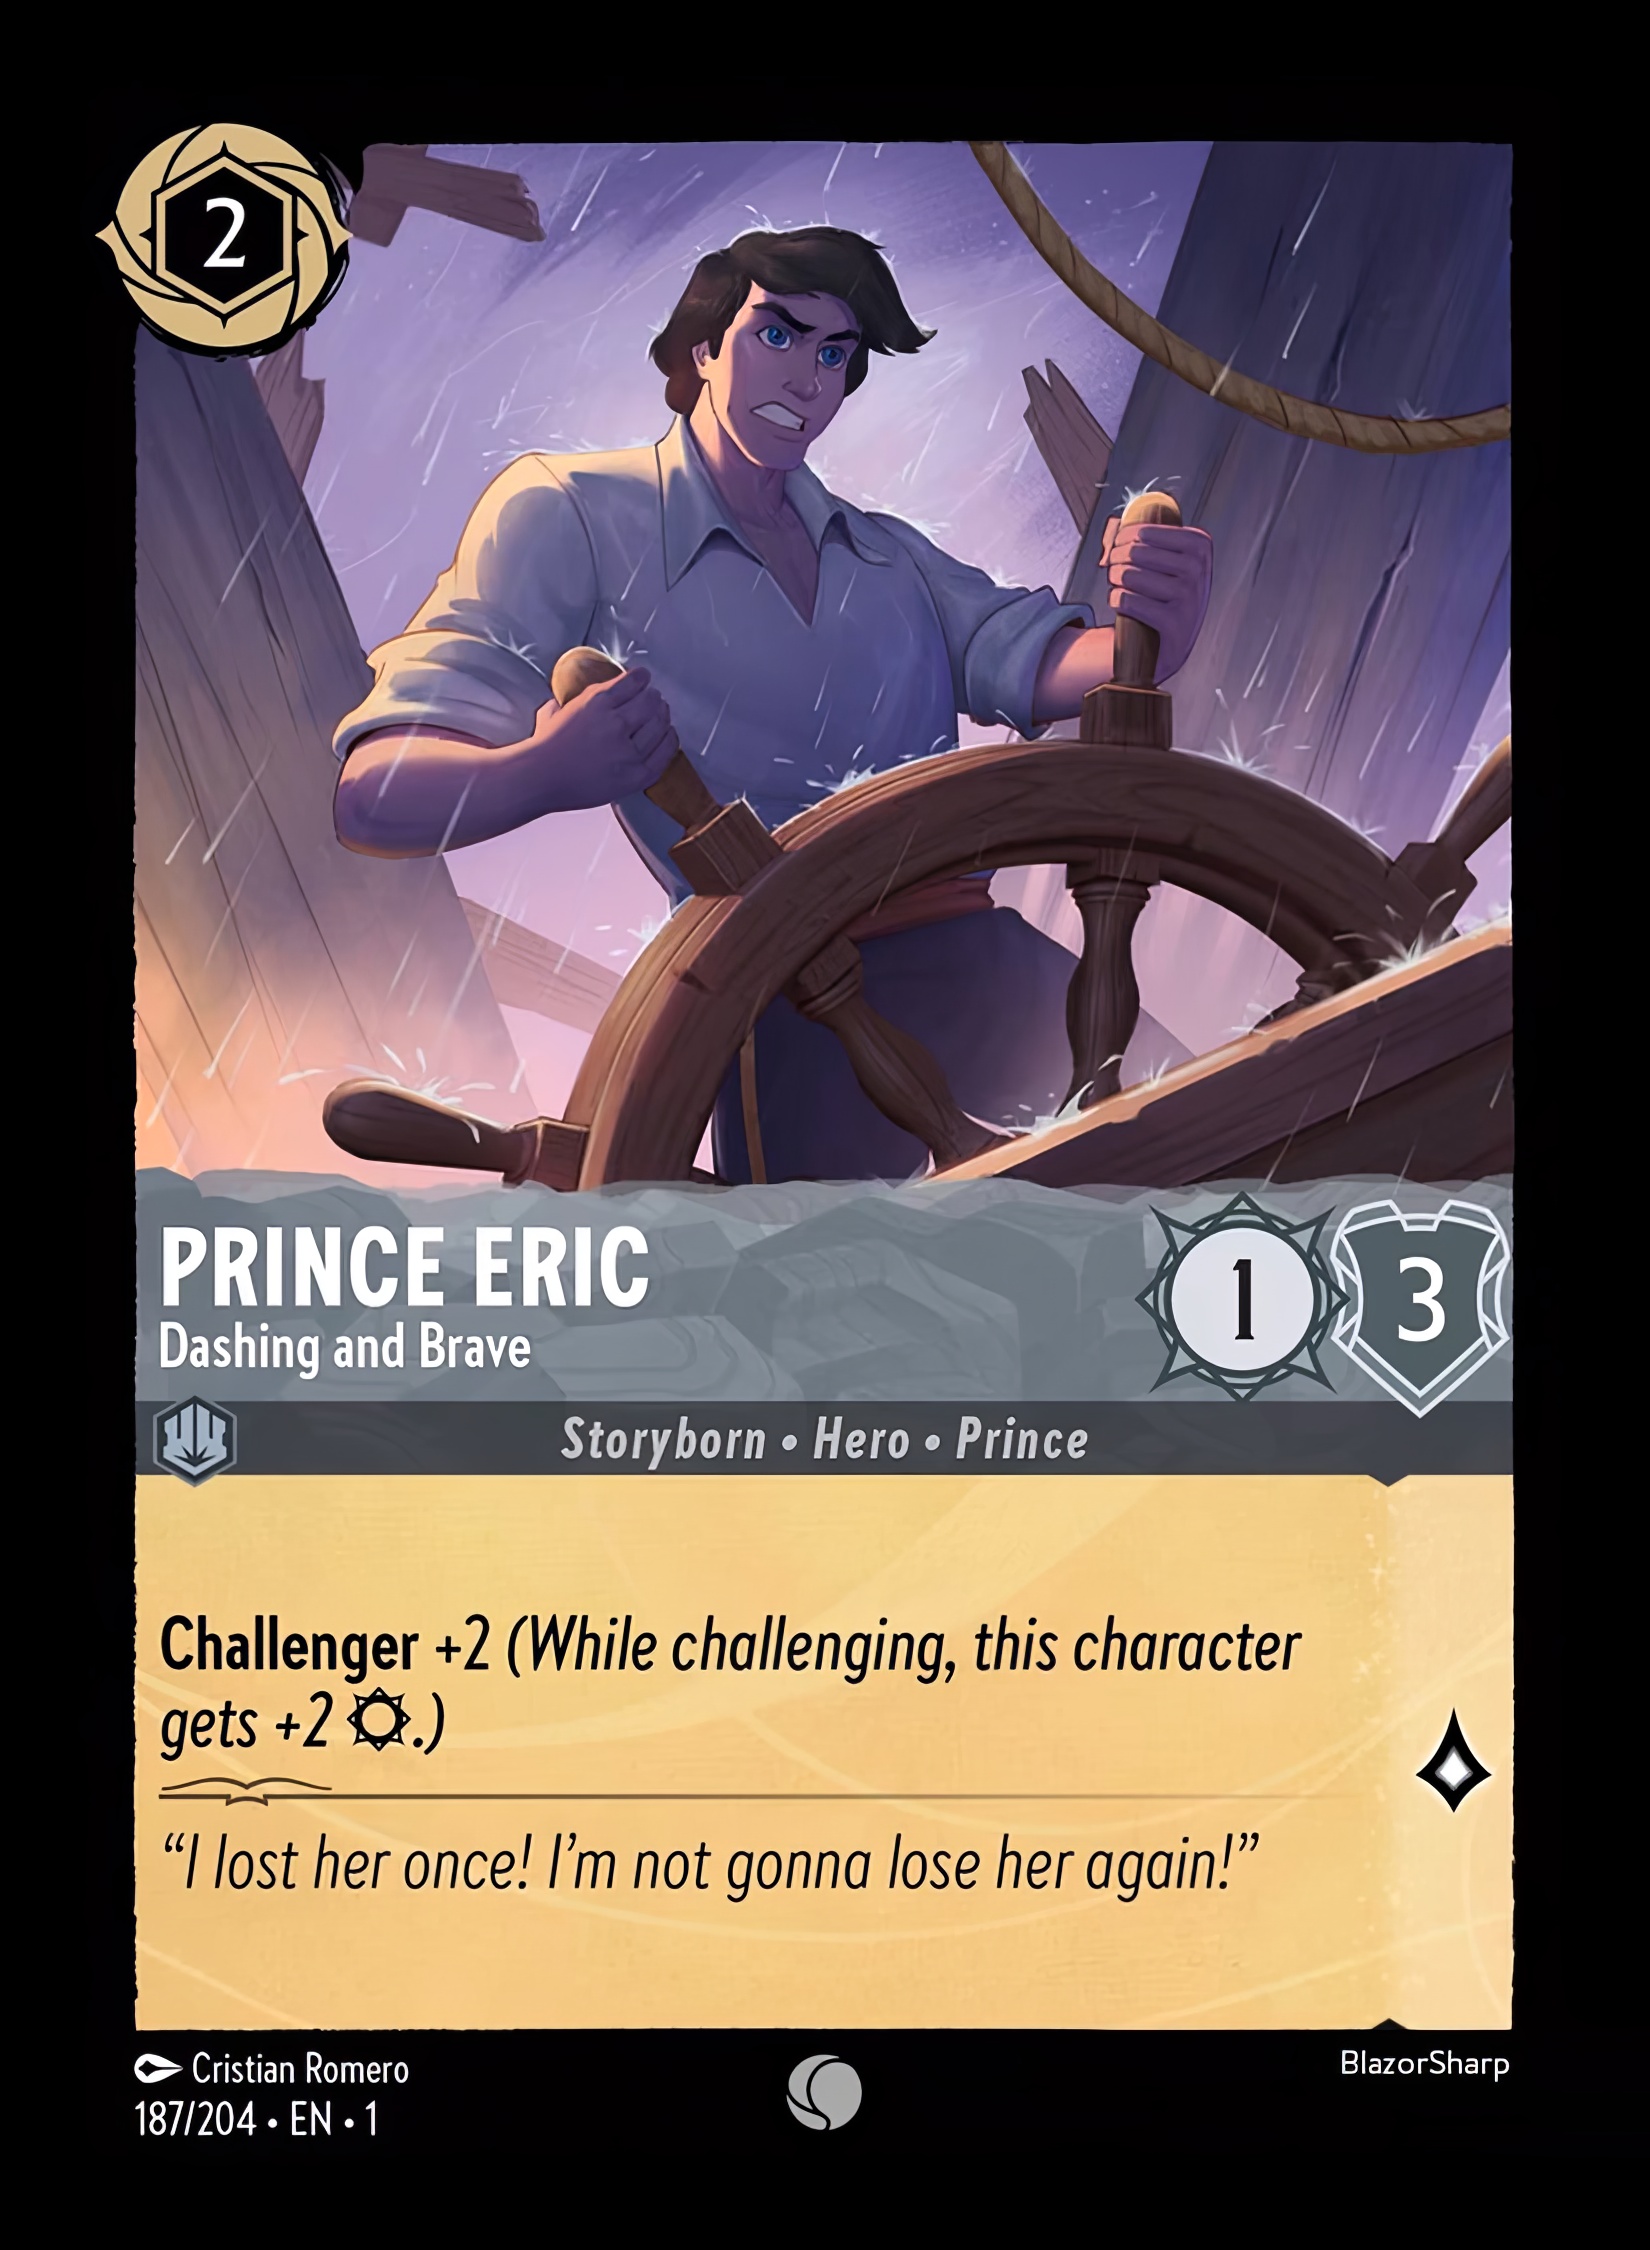 2
PRINCE ERIC
Dashing and Brave
1
3
Storyborn • Hero • Prince
Challenger +2 (While challenging, this character
gets +2 .)
“I lost her once! I’m not gonna lose her again!”
Cristian Romero
187/204 • EN • 1
BlazorSharp